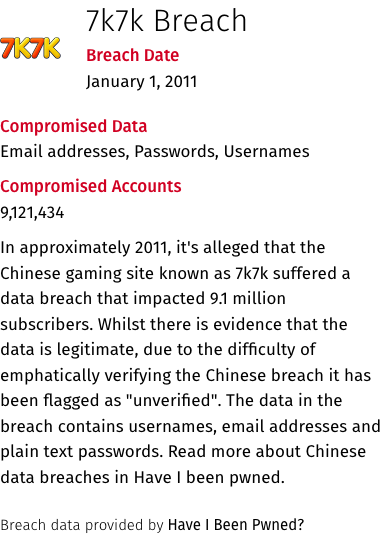 7k7k Breach
7K7K
Breach Date
January 1, 2011
Compromised Data
Email addresses, Passwords, Usernames
Compromised Accounts
9,121,434
In approximately 2011, it's alleged that the
Chinese gaming site known as 7k7k suffered a
data breach that impacted 9.1 million
subscribers. Whilst there is evidence that the
data is legitimate, due to the difficulty of
emphatically verifying the Chinese breach it has
been flagged as "unverified". The data in the
breach contains usernames, email addresses and
plain text passwords. Read more about Chinese
data breaches in Have I been pwned.
Breach data provided by Have I Been Pwned?